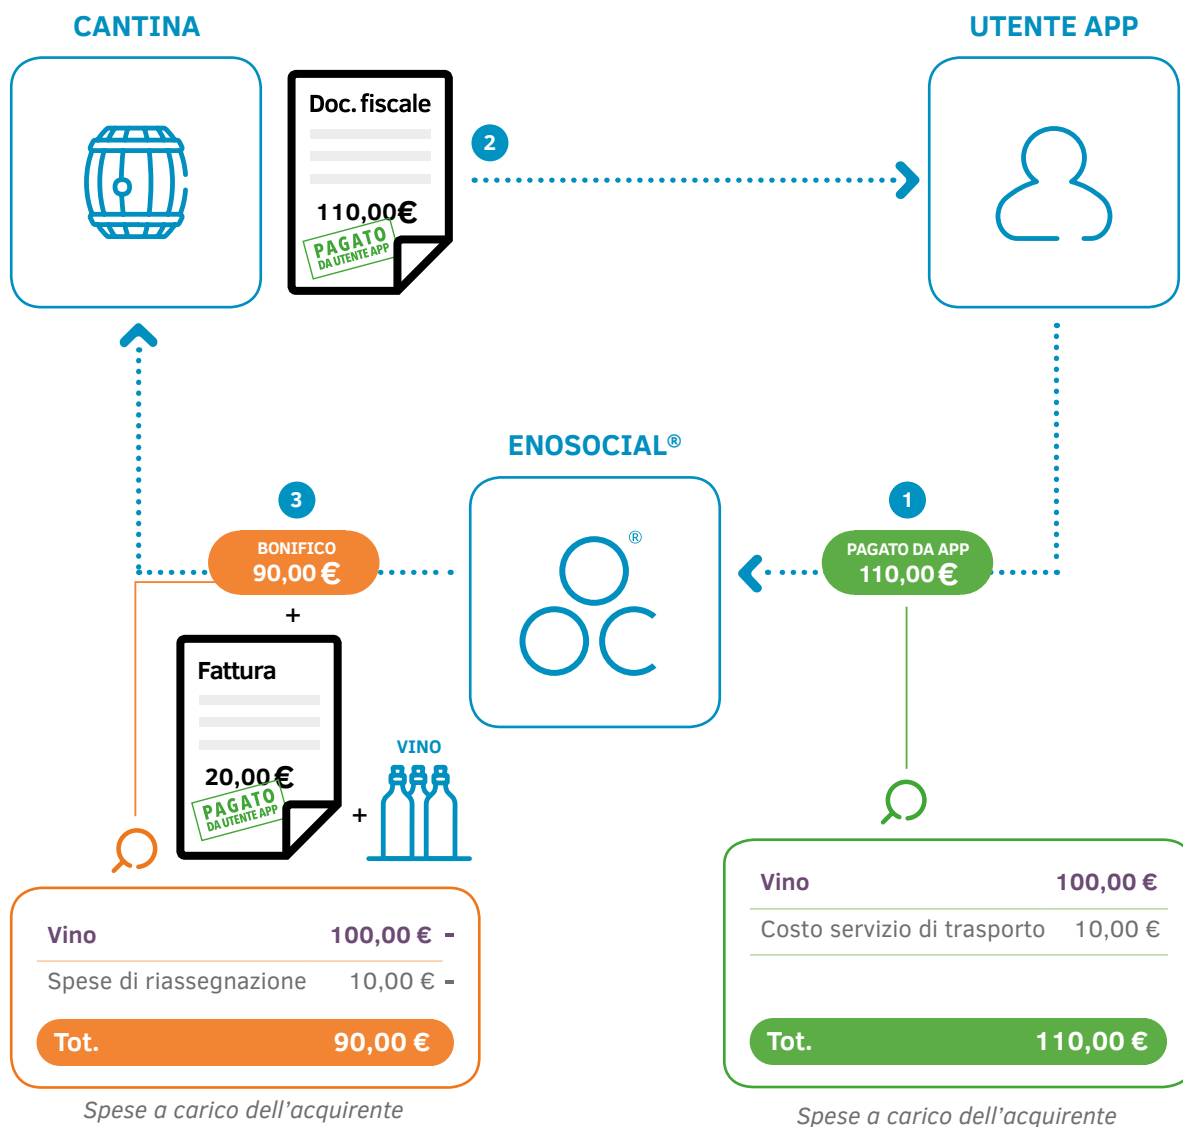 CANTINA
UTENTE APP
Doc. fiscale
110,00€
PAGATO
DA UTENTE APP
2
ENOSOCIAL®
3
BONIFICO
90,00 €
+
1
PAGATO DA APP
110,00 €
®
Fattura
20,00 €
PAGATO
DA UTENTE APP
+
VINO
Vino 100,00 € -
Spese di riassegnazione 10,00 € -
Tot. 90,00 €
Spese a carico dell’acquirente
Vino 100,00 €
Costo servizio di trasporto 10,00 €
Tot. 110,00 €
Spese a carico dell’acquirente